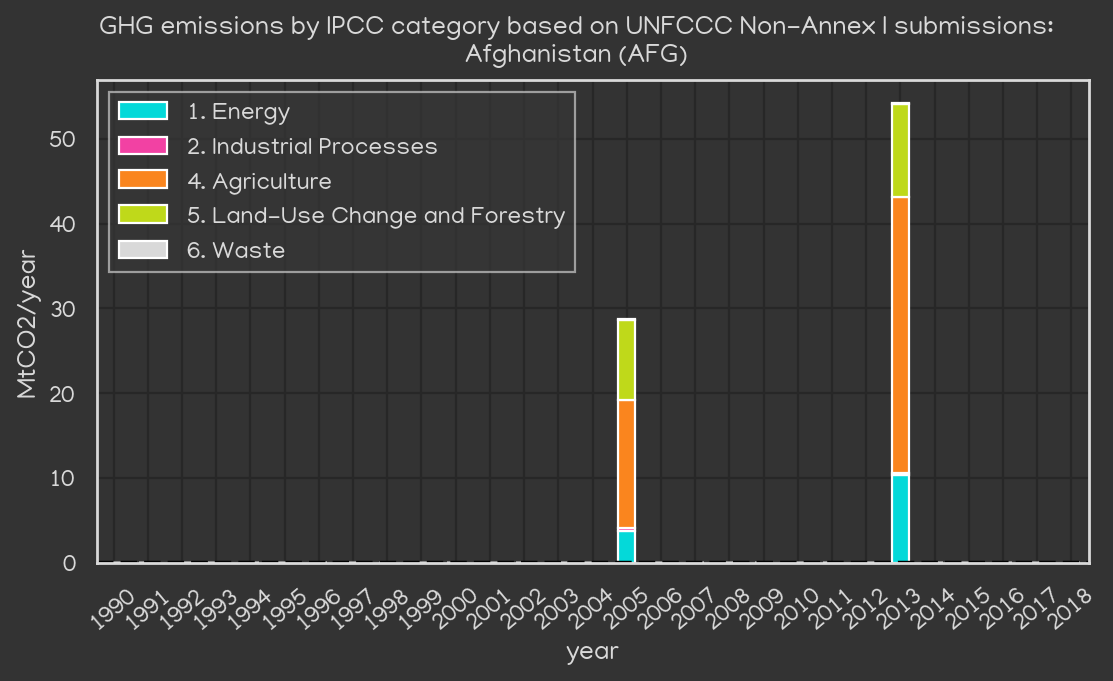 GHG emissions by IPCC category based on UNFCCC Non-Annex I submissions:
Afghanistan (AFG)
1. Energy
2. Industrial Processes
4. Agriculture
5. Land-Use Change and Forestry
6. Waste
MtCO2/year
50
40
30
20
10
0
1990 1991 1992 1993 1994 1995 1996 1997 1998 1999 2000 2001 2002 2003 2004 2005 2006 2007 2008 2009 2010 2011 2012 2013 2014 2015 2016 2017 2018
year